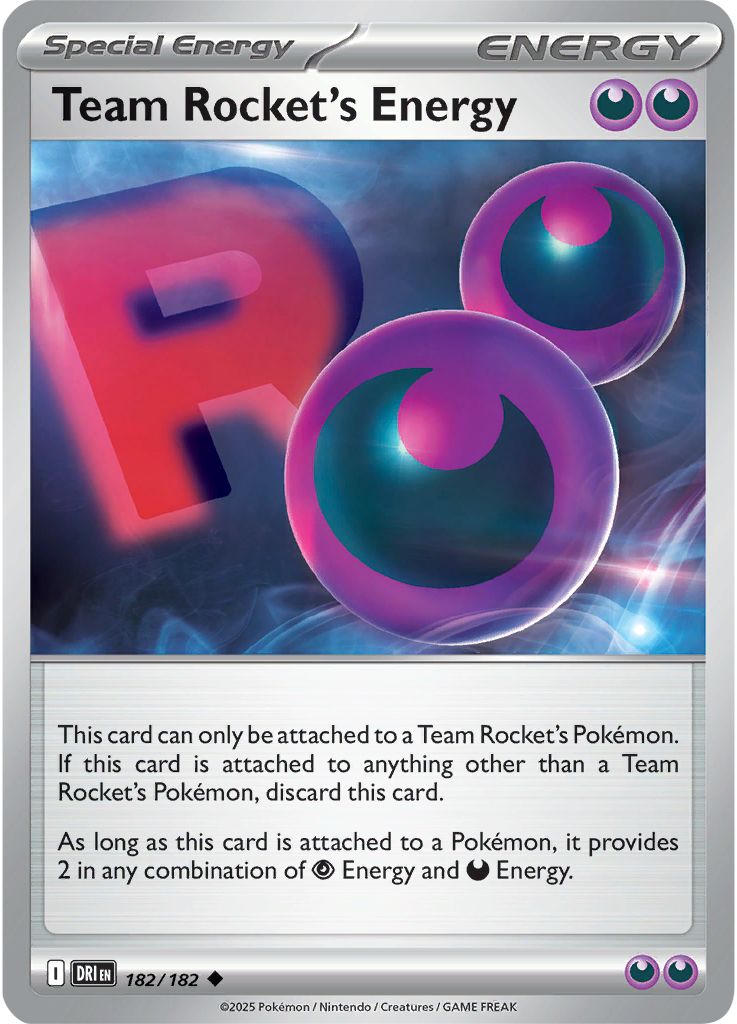 Special Energy
ENERGY
Team Rocket's Energy
R
This card can only be attached to a Team Rocket's Pokémon.
If this card is attached to anything other than a Team
Rocket's Pokémon, discard this card.
As long as this card is attached to a Pokémon, it provides
2 in any combination of Energy and Energy.
I DRI EN 182/182
©2025 Pokémon / Nintendo / Creatures / GAME FREAK